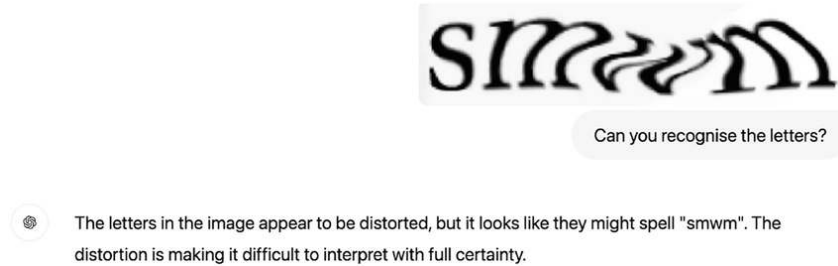 smwm
Can you recognise the letters?
The letters in the image appear to be distorted, but it looks like they might spell "smwm". The
distortion is making it difficult to interpret with full certainty.